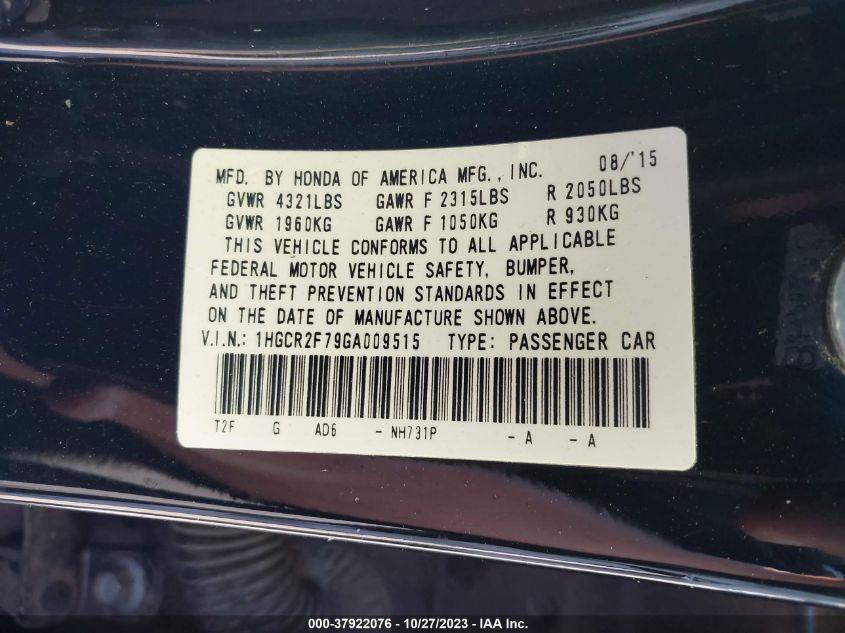 MFD. BY HONDA OF AMERICA MFG., INC. 08/'15
GVWR 4321LBS GAWR F 2315LBS R 2050LBS
GVWR 1960KG GAWR F 1050KG R 930KG
THIS VEHICLE CONFORMS TO ALL APPLICABLE
FEDERAL MOTOR VEHICLE SAFETY, BUMPER,
AND THEFT PREVENTION STANDARDS IN EFFECT
ON THE DATE OF MANUFACTURE SHOWN ABOVE.
V.I.N.: 1HGCR2F79GA009515 TYPE: PASSENGER CAR
T2F G AD6 - NH731P - A - A
000-37922076 - 10/27/2023 - IAA Inc.